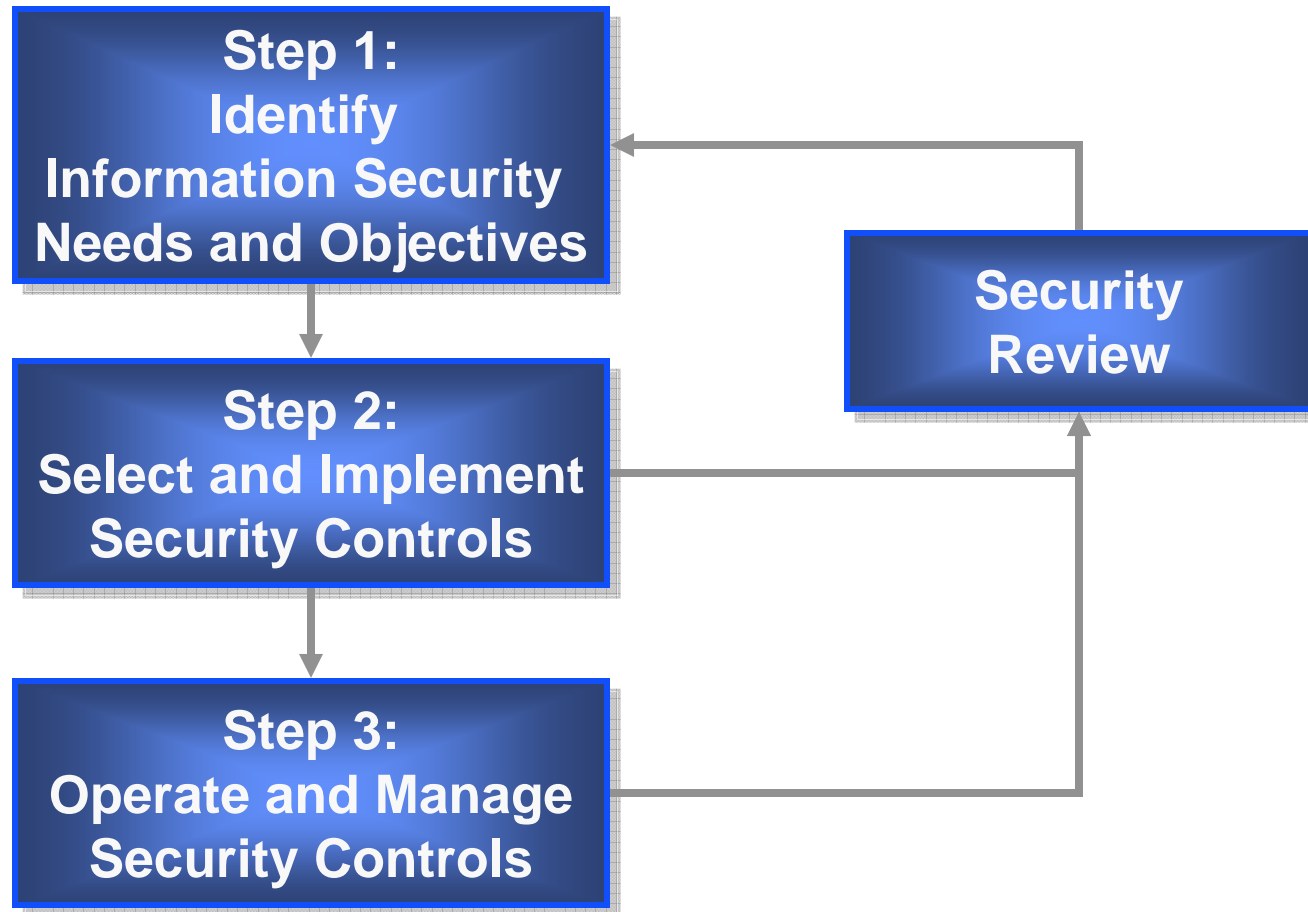 Step 1:
Identify
Information Security
Needs and Objectives
Security
Review
Step 2:
Select and Implement
Security Controls
Step 3:
Operate and Manage
Security Controls